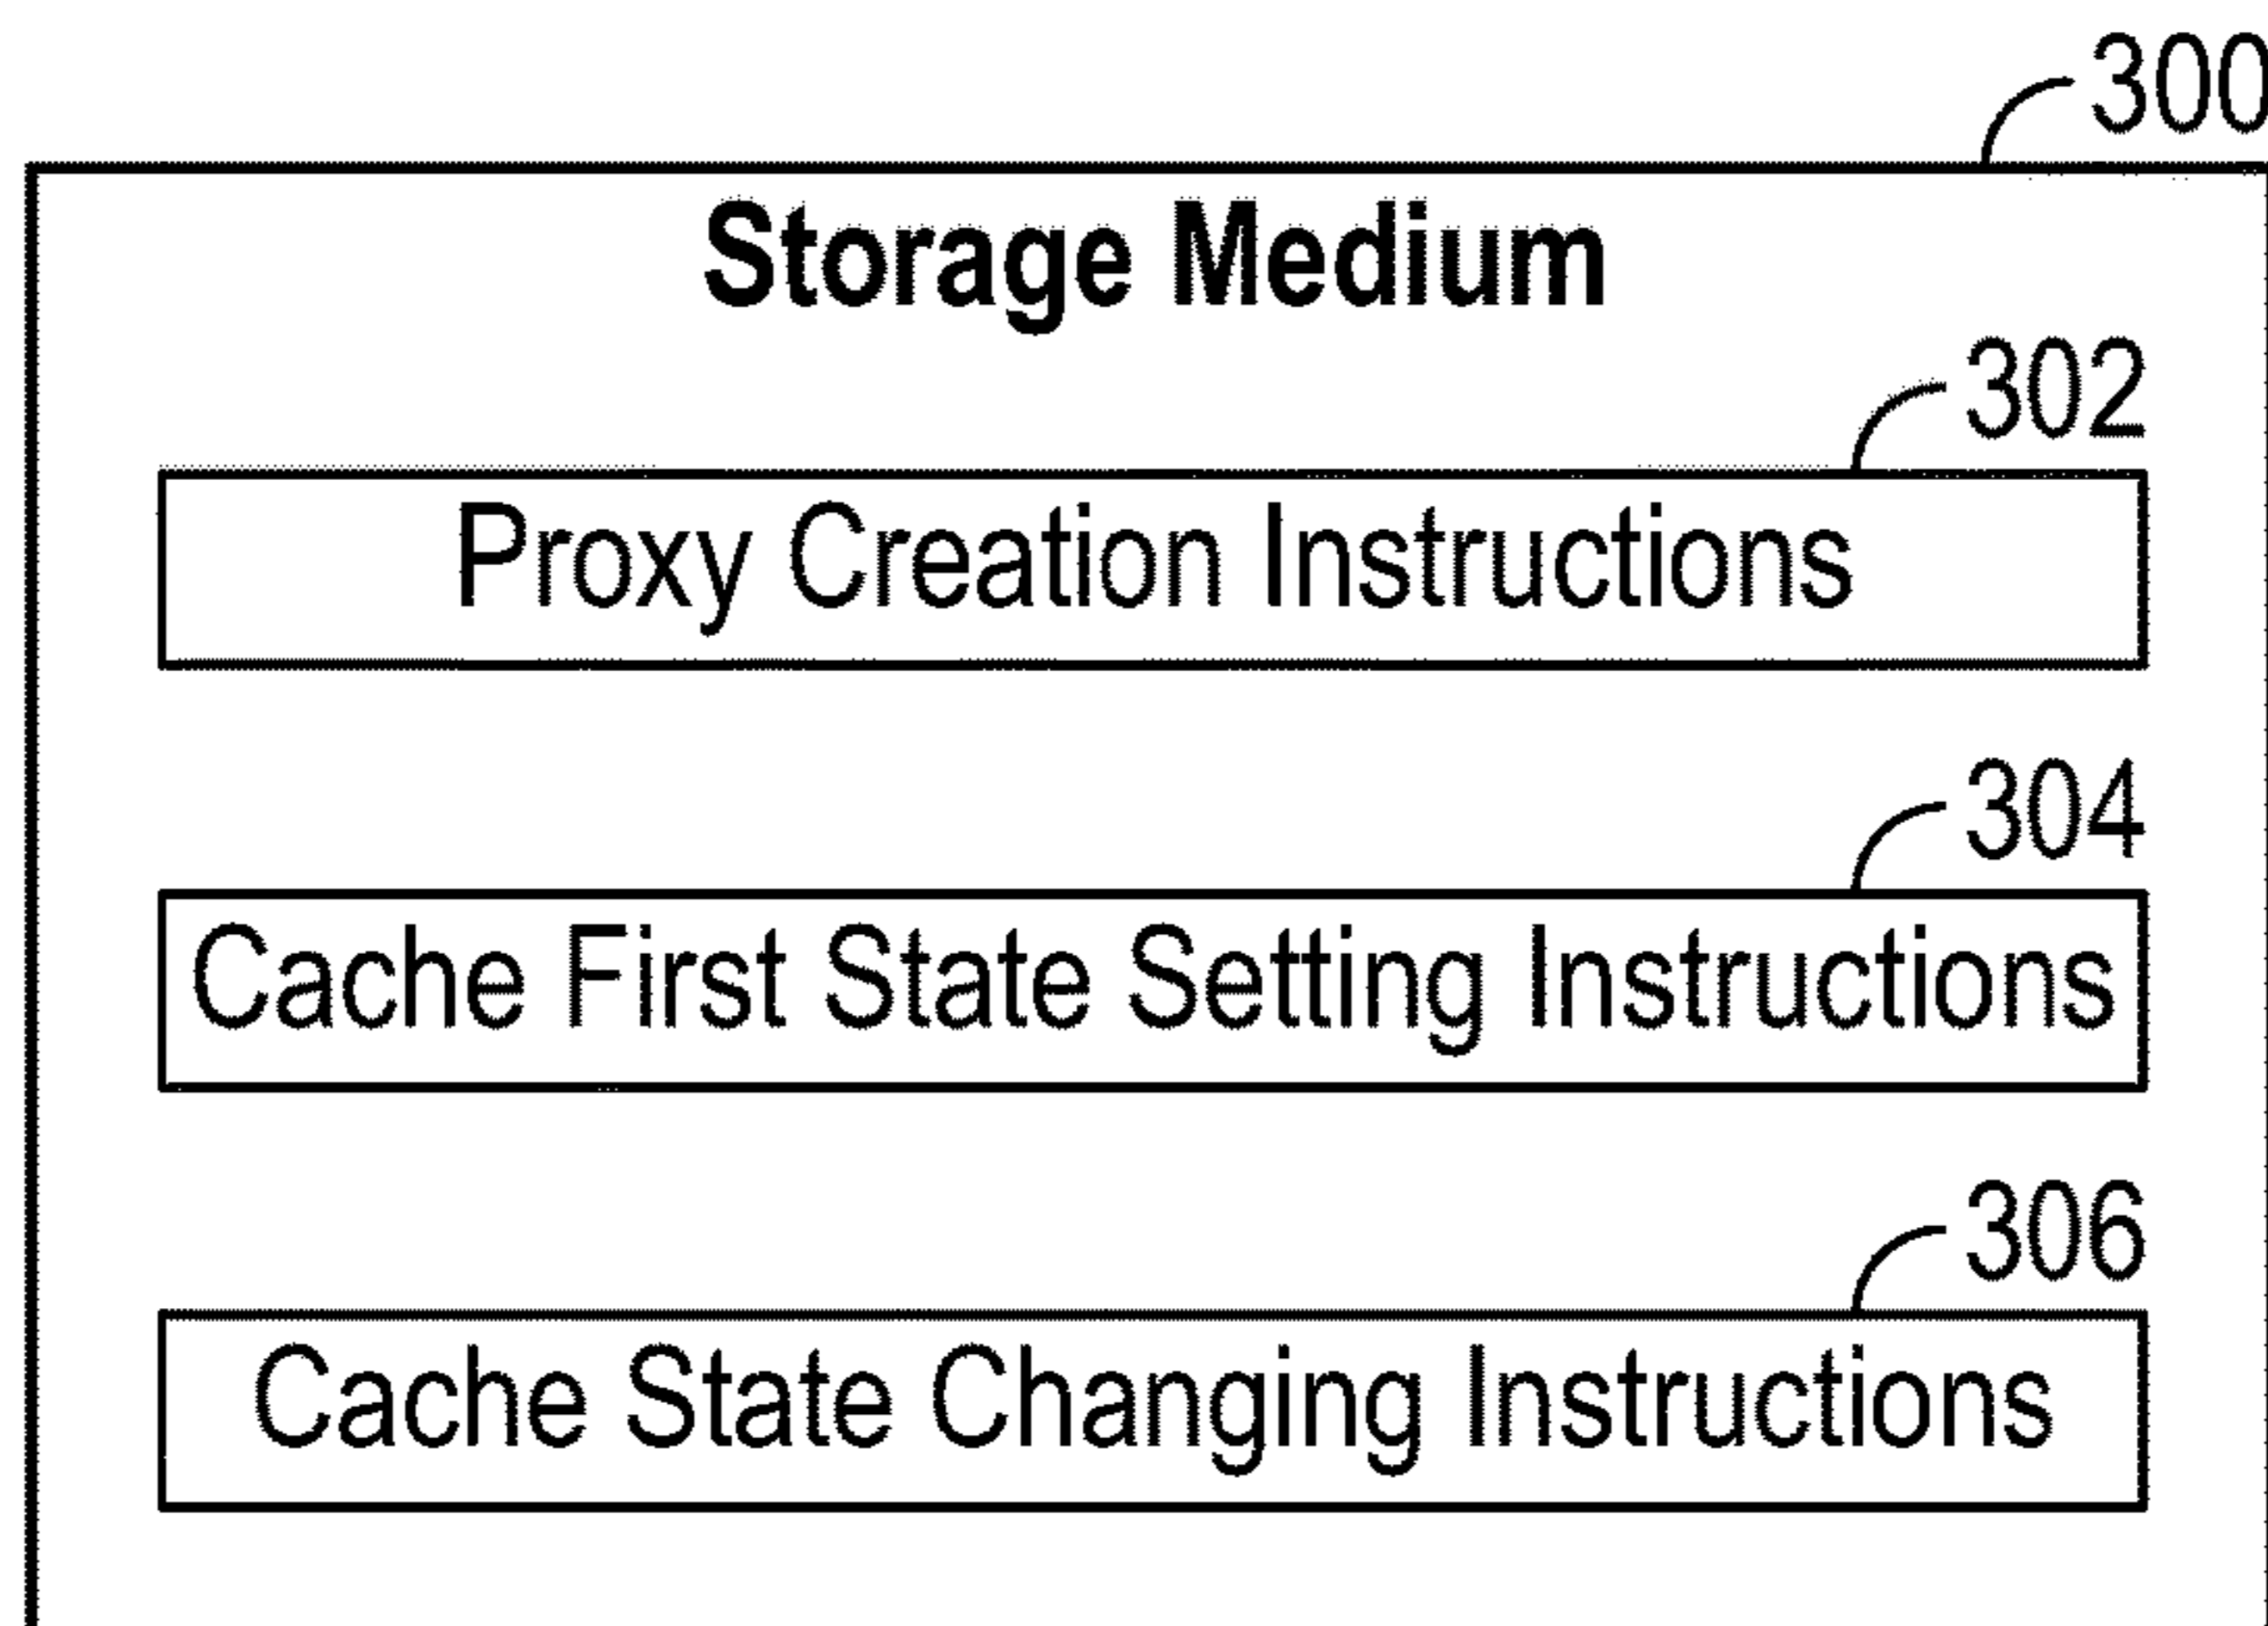 300
Storage Medium
302
Proxy Creation Instructions
304
Cache First State Setting Instructions
306
Cache State Changing Instructions